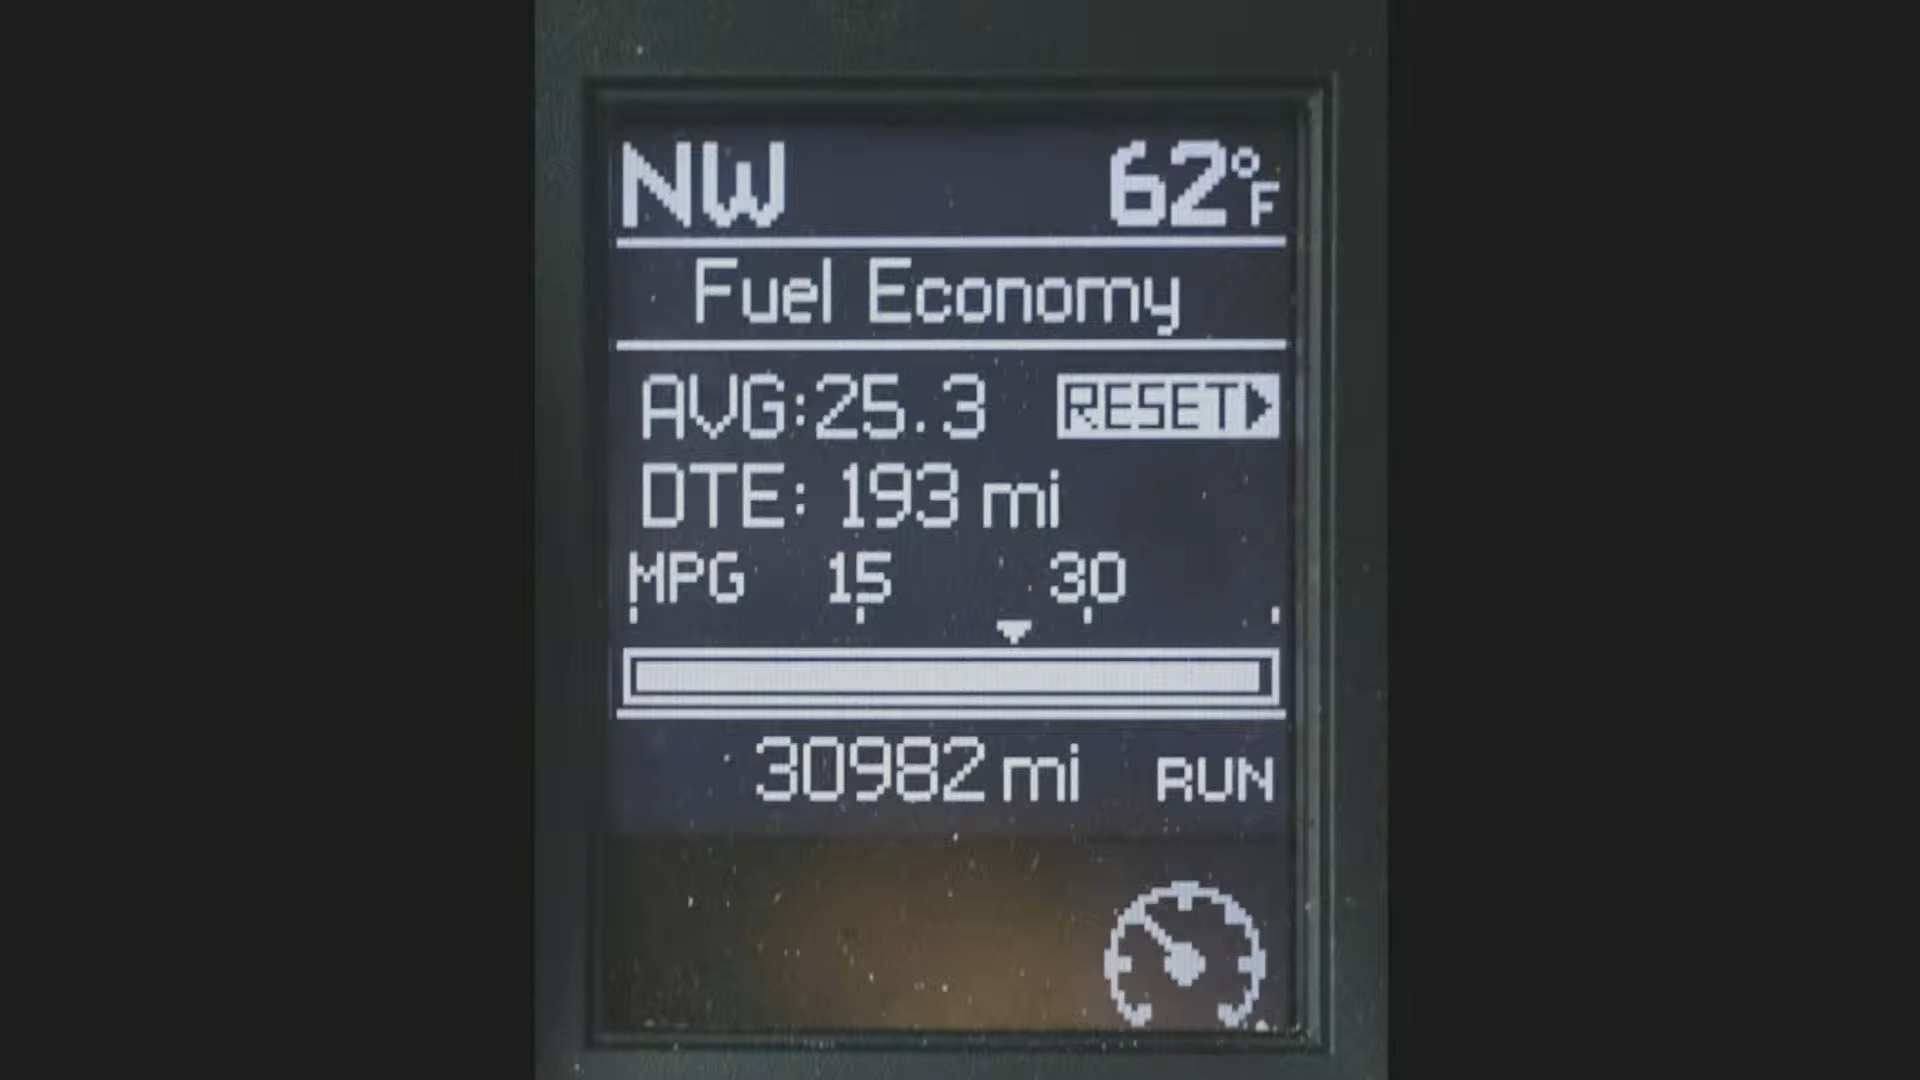 NW 62°F
Fuel Economy
AVG:25.3 RESET
DTE: 193 mi
MPG 15 30
30982 mi RUN